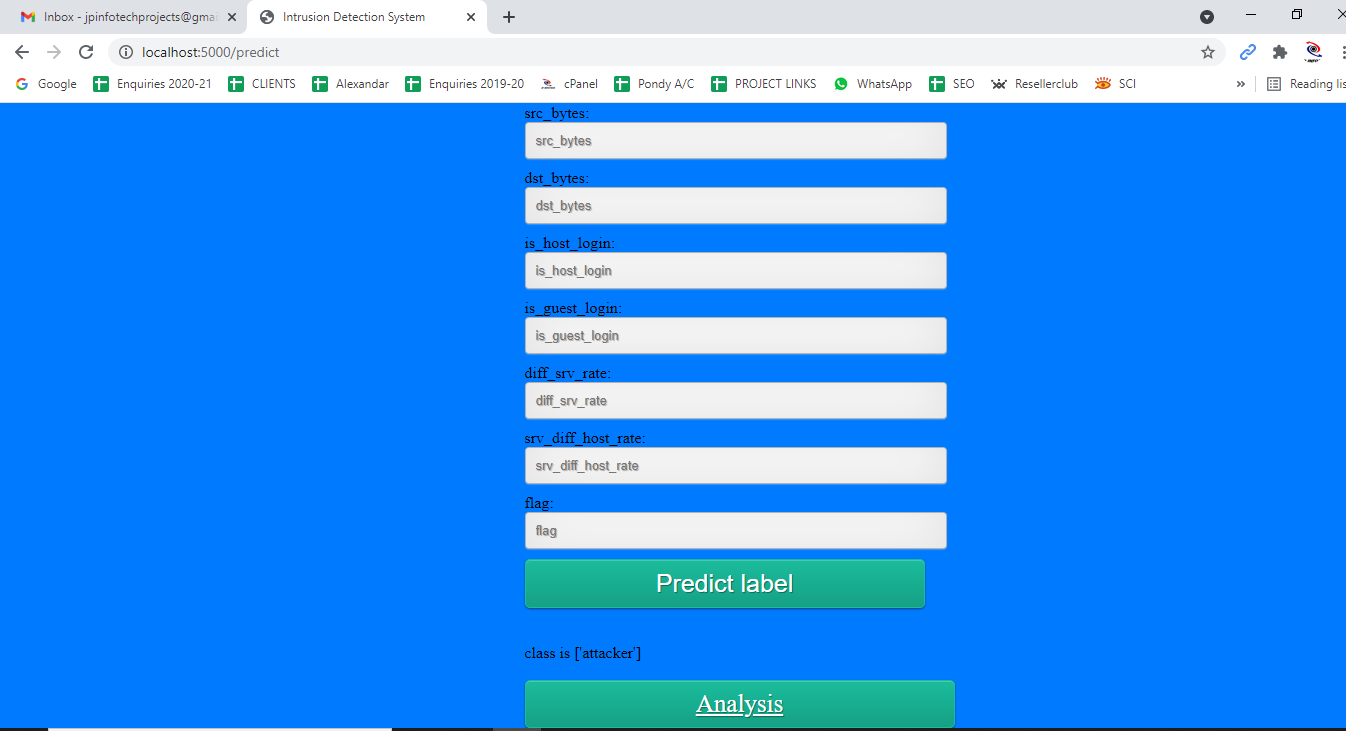 Inbox - jpinfotechprojects@gmai
Intrusion Detection System
localhost:5000/predict
Google Enquiries 2020-21 CLIENTS Alexandar Enquiries 2019-20 cPanel Pondy A/C PROJECT LINKS WhatsApp SEO Resellerclub SCI » Reading lis
src_bytes:
src_bytes
dst_bytes:
dst_bytes
is_host_login:
is_host_login
is_guest_login:
is_guest_login
diff_srv_rate:
diff_srv_rate
srv_diff_host_rate:
srv_diff_host_rate
flag:
flag
Predict label
class is ['attacker']
Analysis